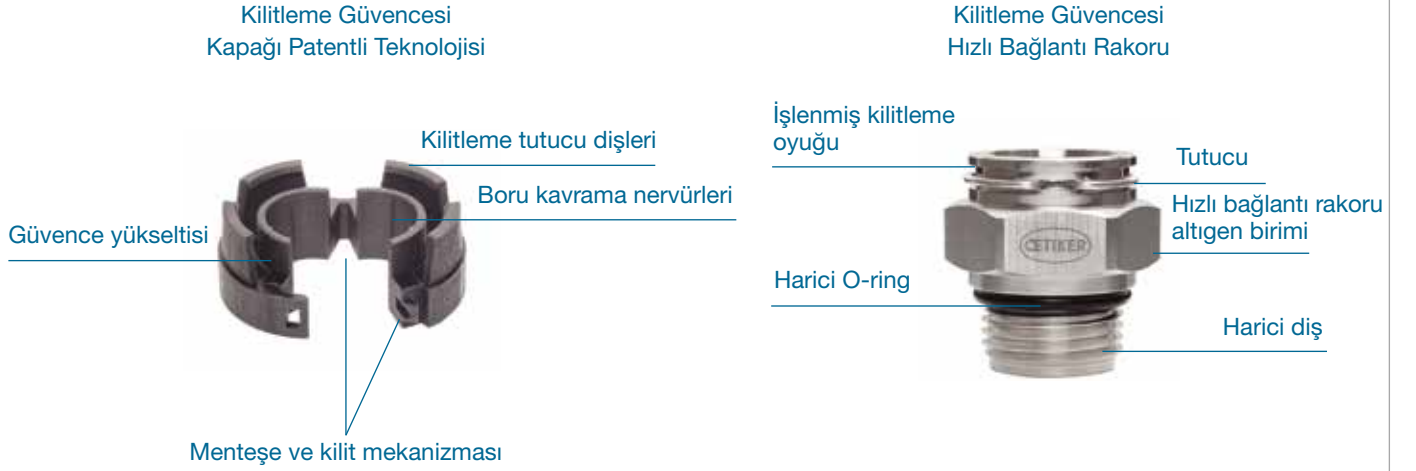 Kilitleme Güvencesi
Kapağı Patentli Teknolojisi
Kilitleme tutucu dişleri
Boru kavrama nervürleri
Güvence yükseltisi
Menteşe ve kilit mekanizması
Kilitleme Güvencesi
Hızlı Bağlantı Rakoru
İşlenmiş kilitleme
oyuğu
Tutucu
Hızlı bağlantı rakoru
altıgen birimi
OETIKER
Harici O-ring
Harici diş